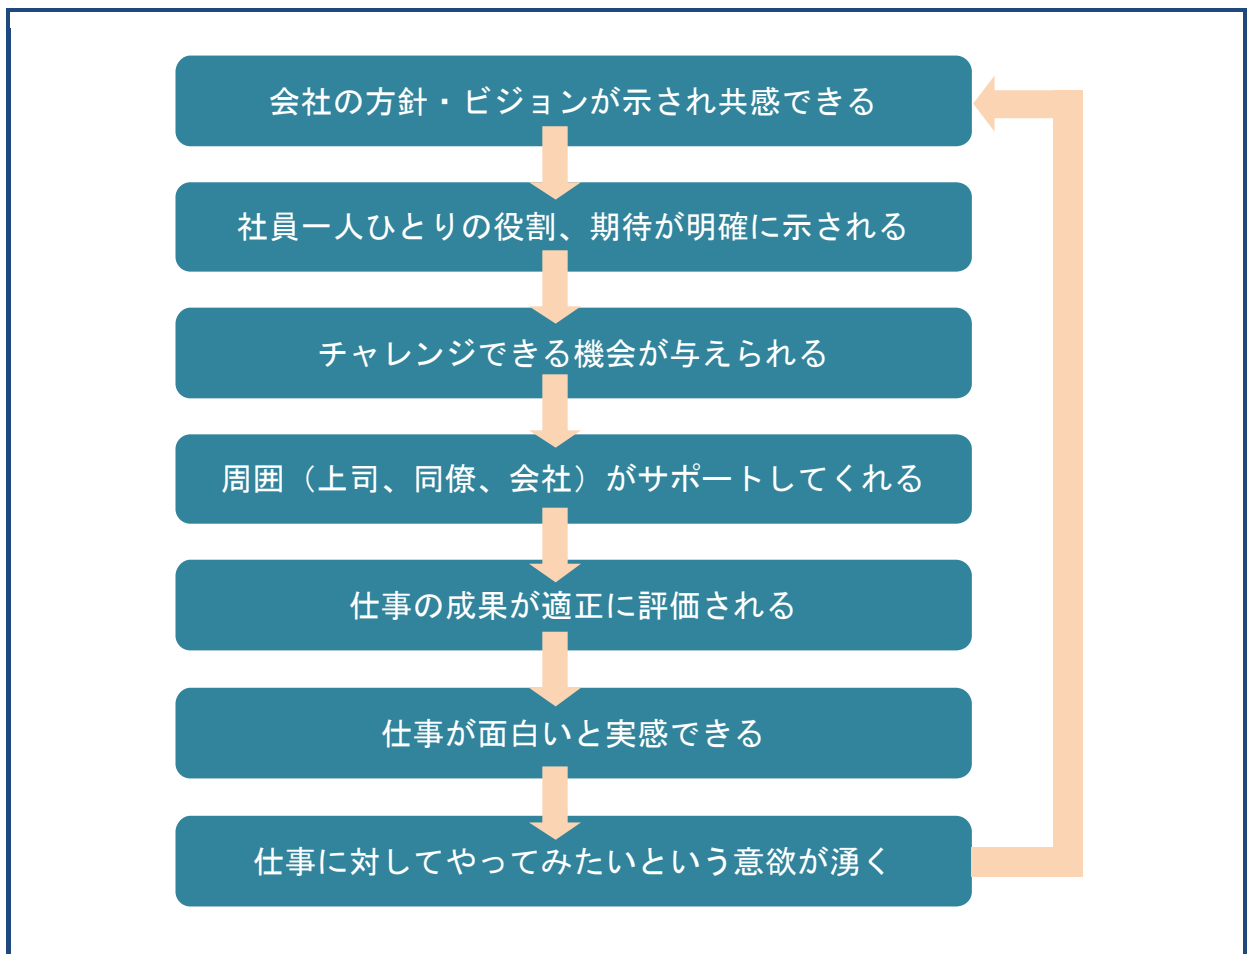 会社の方針・ビジョンが示され共感できる
社員一人ひとりの役割、期待が明確に示される
チャレンジできる機会が与えられる
周囲（上司、同僚、会社）がサポートしてくれる
仕事の成果が適正に評価される
仕事が面白いと実感できる
仕事に対してやってみたいという意欲が湧く